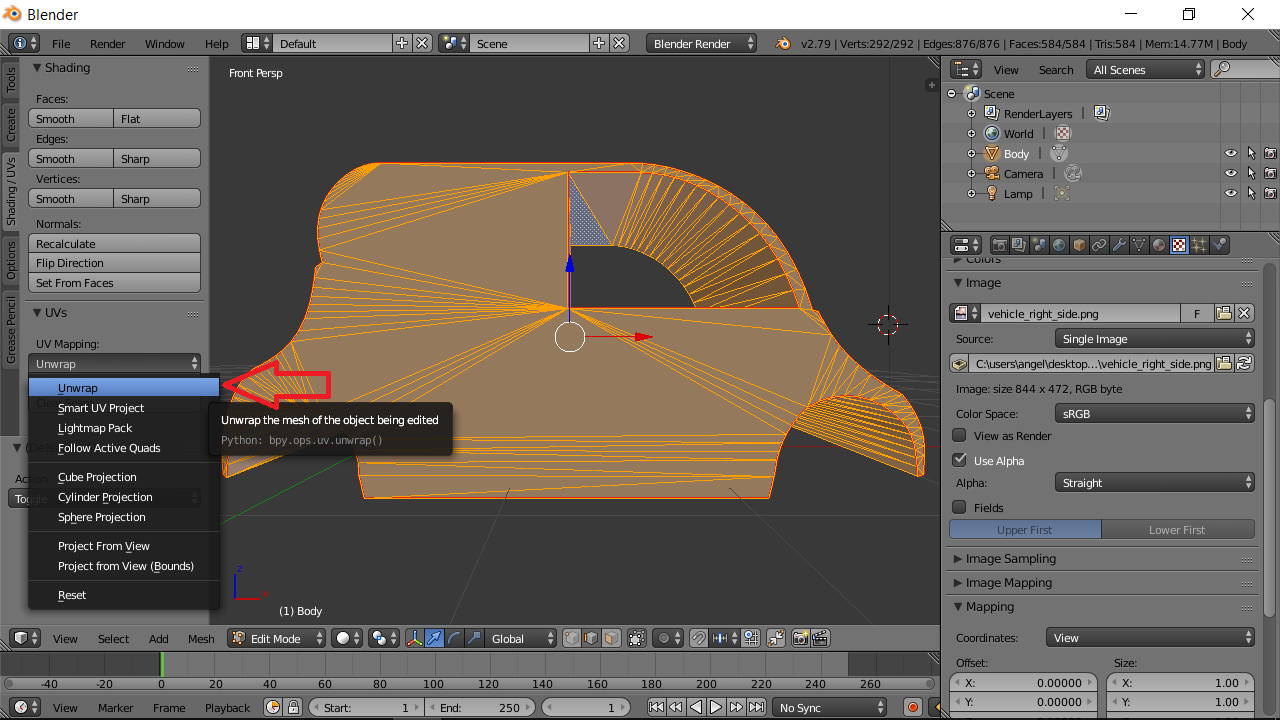 Blender
File Render Window Help Default Scene Blender Render v2.79 | Verts:292/292 | Edges:876/876 | Faces:584/584 | Tris:584 | Mem:14.77M | Body
Tools
Create
Shading / UVs
Options
Grease Pencil
Shading
Faces:
Smooth Flat
Edges:
Smooth Sharp
Vertices:
Smooth Sharp
Normals:
Recalculate
Flip Direction
Set From Faces
UVs
UV Mapping:
Unwrap
Unwrap
Smart UV Project
Lightmap Pack
Follow Active Quads
Cube Projection
Cylinder Projection
Sphere Projection
Project From View
Project from View (Bounds)
Reset
Unwrap the mesh of the object being edited
Python: bpy.ops.uv.unwrap()
Front Persp
z
x
(1) Body
View Select Add Mesh Edit Mode Global
-40 -20 0 20 40 60 80 100 120 140 160 180 200 220 240 260
View Marker Frame Playback Start: 1 End: 250 1 No Sync
View Search All Scenes
Scene
RenderLayers
World
Body
Camera
Lamp
Colors
Image
vehicle_right_side.png F
Source: Single Image
C:\users\angel\desktop...\vehicle_right_side.png
Image: size 844 x 472, RGB byte
Color Space: sRGB
View as Render
Use Alpha
Alpha: Straight
Fields
Upper First Lower First
Image Sampling
Image Mapping
Mapping
Coordinates: View
Offset: Size:
X: 0.00000 X: 1.00
Y: 0.00000 Y: 1.00